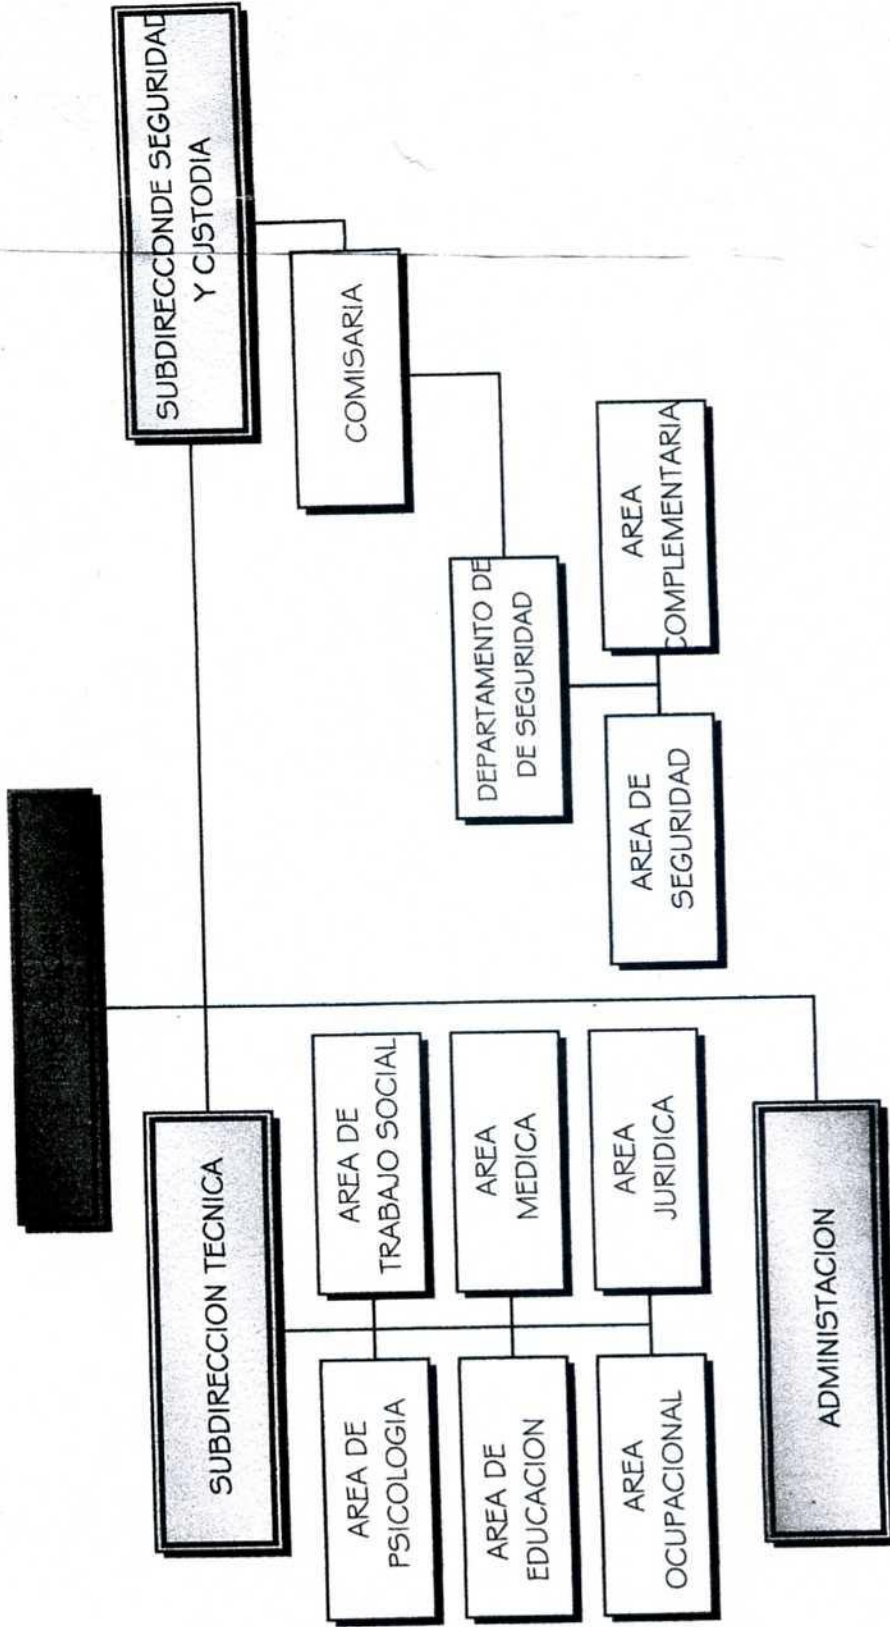 SUBDIRECCION TECNICA
SUBDIRECCONDE SEGURIDAD
Y CUSTODIA
AREA DE
PSICOLOGIA
AREA DE
TRABAJO SOCIAL
COMISARIA
AREA DE
EDUCACION
AREA
MEDICA
DEPARTAMENTO DE
DE SEGURIDAD
AREA
OCUPACIONAL
AREA
JURIDICA
AREA DE
SEGURIDAD
AREA
COMPLEMENTARIA
ADMINISTACION